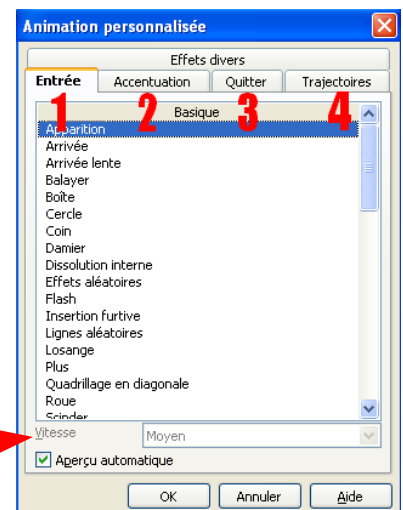 Animation personnalisée
Effets divers
Entrée Accentuation Quitter Trajectoires
1 2 3 4
Basique
Apparition
Arrivée
Arrivée lente
Balayer
Boîte
Cercle
Coin
Damier
Dissolution interne
Effets aléatoires
Flash
Insertion furtive
Lignes aléatoires
Losange
Plus
Quadrillage en diagonale
Roue
Scinder
Vitesse Moyen
Aperçu automatique
OK Annuler Aide